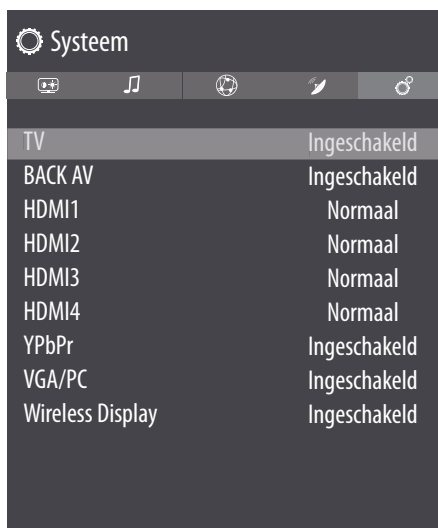 Systeem
TV Ingeschakeld
BACK AV Ingeschakeld
HDMI1 Normaal
HDMI2 Normaal
HDMI3 Normaal
HDMI4 Normaal
YPbPr Ingeschakeld
VGA/PC Ingeschakeld
Wireless Display Ingeschakeld